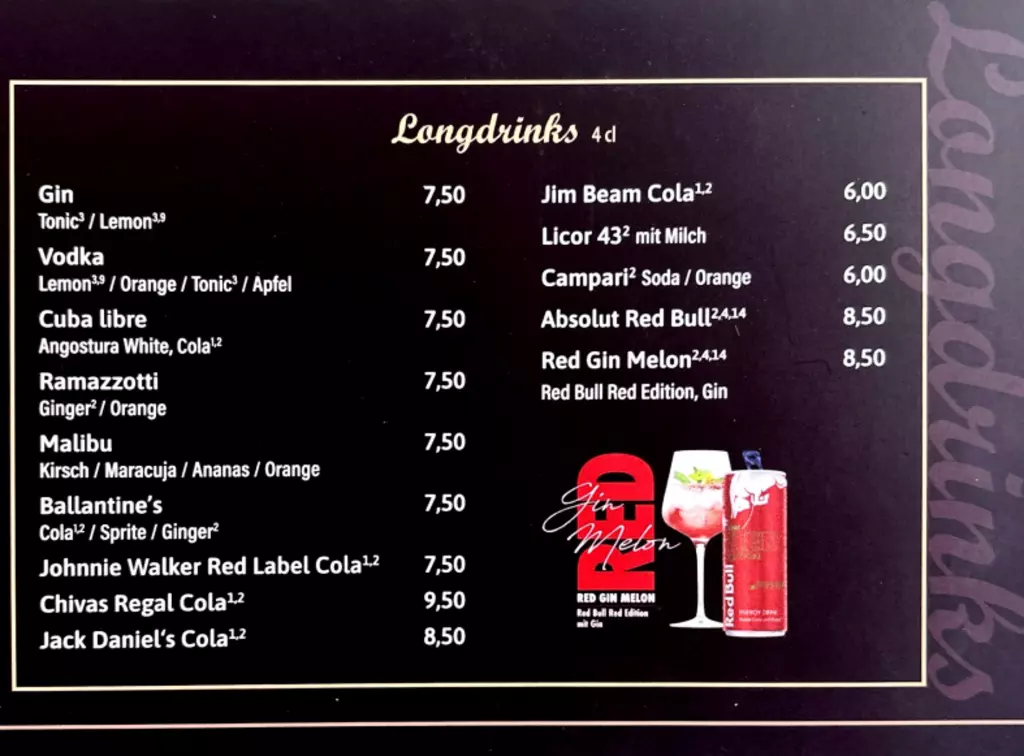 Longdrinks 4 cl
Gin 7,50
Tonic³ / Lemon³,⁹
Vodka 7,50
Lemon³,⁹ / Orange / Tonic³ / Apfel
Cuba libre 7,50
Angostura White, Cola¹,²
Ramazzotti 7,50
Ginger² / Orange
Malibu 7,50
Kirsch / Maracuja / Ananas / Orange
Ballantine's 7,50
Cola¹,² / Sprite / Ginger²
Johnnie Walker Red Label Cola¹,² 7,50
Chivas Regal Cola¹,² 9,50
Jack Daniel's Cola¹,² 8,50
Jim Beam Cola¹,² 6,00
Licor 43² mit Milch 6,50
Campari² Soda / Orange 6,00
Absolut Red Bull²,⁴,¹⁴ 8,50
Red Gin Melon²,⁴,¹⁴ 8,50
Red Bull Red Edition, Gin
RED
Gin
Melon
RED GIN MELON
Red Bull Red Edition
mit Gin
Red Bull
ENERGY DRINK
Longdrinks